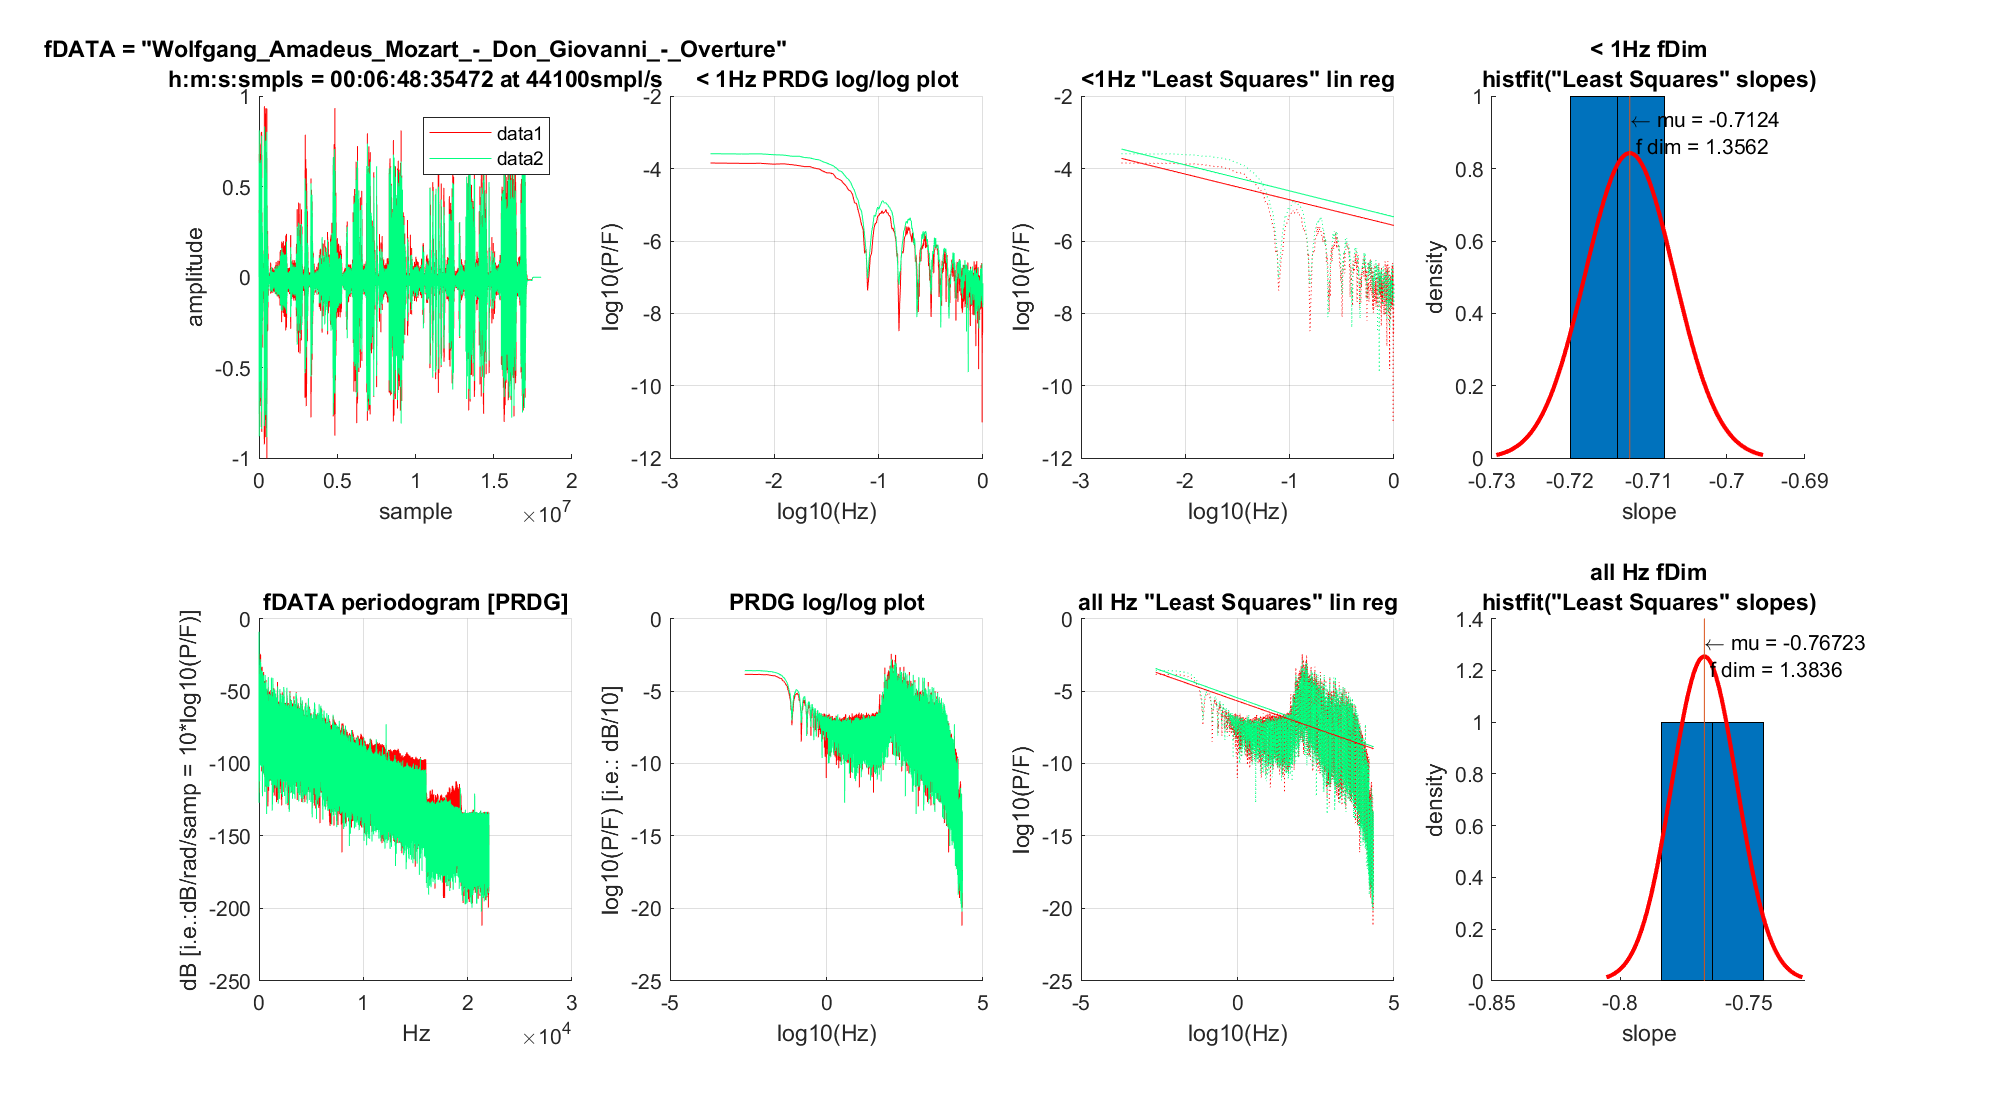 fDATA = "Wolfgang_Amadeus_Mozart_-_Don_Giovanni_-_Overture"
h:m:s:smpls = 00:06:48:35472 at 44100smpl/s
1
0.5
0
-0.5
-1
amplitude
data1
data2
0 0.5 1 1.5 2
sample
×10^7
< 1Hz PRDG log/log plot
-2
-4
-6
-8
-10
-12
log10(P/F)
-3 -2 -1 0
log10(Hz)
<1Hz "Least Squares" lin reg
-2
-4
-6
-8
-10
-12
log10(P/F)
-3 -2 -1 0
log10(Hz)
< 1Hz fDim
histfit("Least Squares" slopes)
1
0.8
0.6
0.4
0.2
0
density
← mu = -0.7124
f dim = 1.3562
-0.73 -0.72 -0.71 -0.7 -0.69
slope
fDATA periodogram [PRDG]
0
-50
-100
-150
-200
-250
dB [i.e.:dB/rad/samp = 10*log10(P/F)]
0 1 2 3
Hz
×10^4
PRDG log/log plot
0
-5
-10
-15
-20
-25
log10(P/F) [i.e.: dB/10]
-5 0 5
log10(Hz)
all Hz "Least Squares" lin reg
0
-5
-10
-15
-20
-25
log10(P/F)
-5 0 5
log10(Hz)
all Hz fDim
histfit("Least Squares" slopes)
1.4
1.2
1
0.8
0.6
0.4
0.2
0
density
← mu = -0.76723
f dim = 1.3836
-0.85 -0.8 -0.75
slope